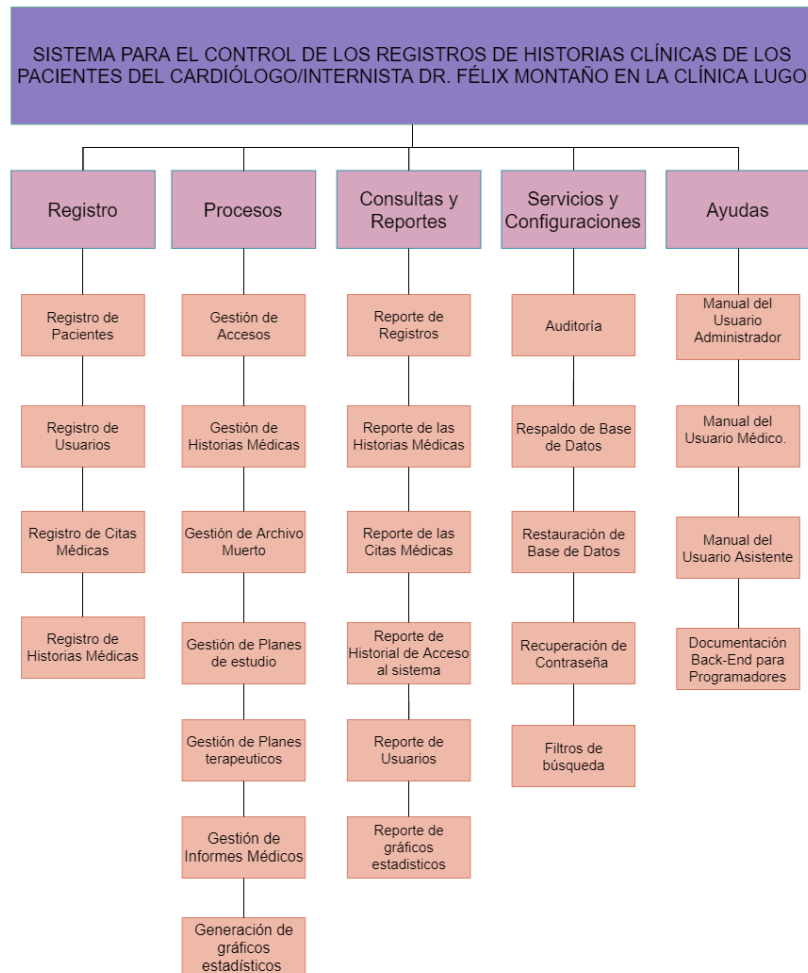 SISTEMA PARA EL CONTROL DE LOS REGISTROS DE HISTORIAS CLÍNICAS DE LOS
PACIENTES DEL CARDIÓLOGO/INTERNISTA DR. FÉLIX MONTAÑO EN LA CLÍNICA LUGO
Registro
Registro de
Pacientes
Registro de
Usuarios
Registro de Citas
Médicas
Registro de
Historias Médicas
Procesos
Gestión de
Accesos
Gestión de
Historias Médicas
Gestión de Archivo
Muerto
Gestión de Planes
de estudio
Gestión de Planes
terapeuticos
Gestión de
Informes Médicos
Generación de
gráficos
estadísticos
Consultas y
Reportes
Reporte de
Registros
Reporte de las
Historias Médicas
Reporte de las
Citas Médicas
Reporte de
Historial de Acceso
al sistema
Reporte de
Usuarios
Reporte de
gráficos
estadisticos
Servicios y
Configuraciones
Auditoría
Respaldo de Base
de Datos
Restauración de
Base de Datos
Recuperación de
Contraseña
Filtros de
búsqueda
Ayudas
Manual del
Usuario
Administrador
Manual del
Usuario Médico.
Manual del
Usuario Asistente
Documentación
Back-End para
Programadores